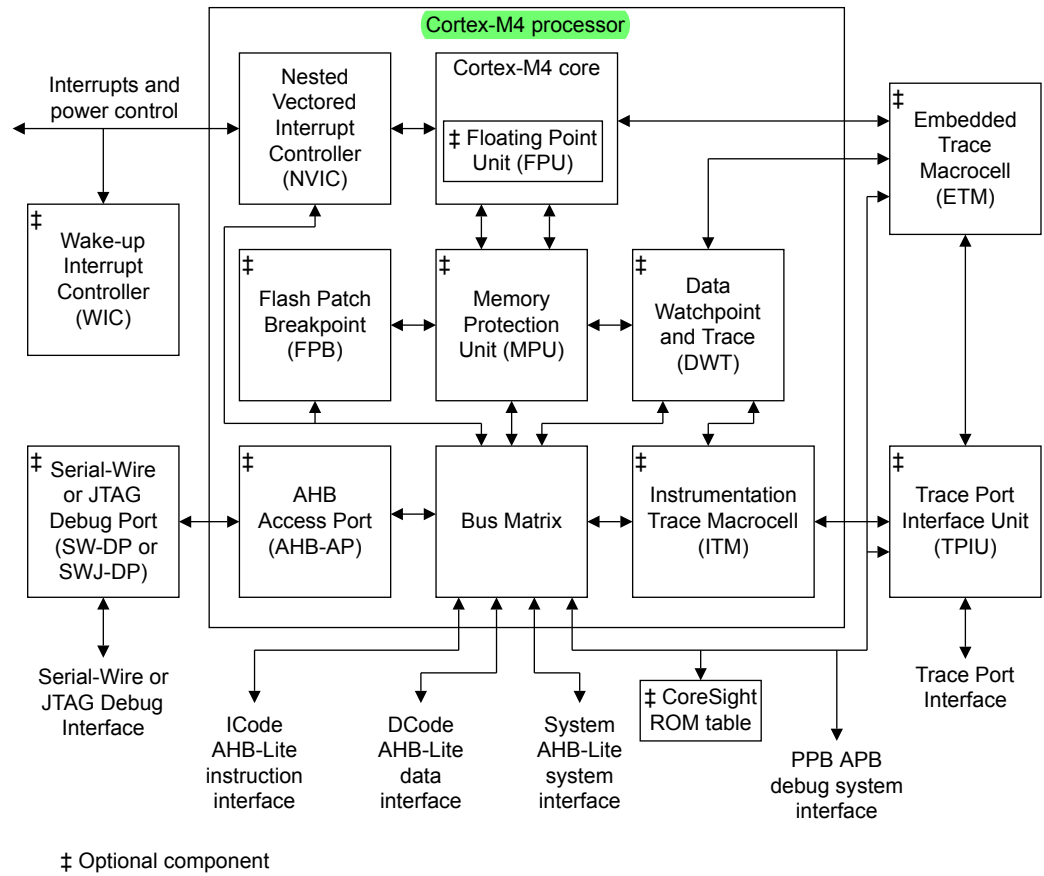 Cortex-M4 processor
Interrupts and
power control
Nested
Vectored
Interrupt
Controller
(NVIC)
Cortex-M4 core
‡ Floating Point
Unit (FPU)
‡
Embedded
Trace
Macrocell
(ETM)
‡
Wake-up
Interrupt
Controller
(WIC)
‡
Flash Patch
Breakpoint
(FPB)
‡
Memory
Protection
Unit (MPU)
‡
Data
Watchpoint
and Trace
(DWT)
‡
Serial-Wire
or JTAG
Debug Port
(SW-DP or
SWJ-DP)
‡
AHB
Access Port
(AHB-AP)
Bus Matrix
‡
Instrumentation
Trace Macrocell
(ITM)
‡
Trace Port
Interface Unit
(TPIU)
Serial-Wire or
JTAG Debug
Interface
ICode
AHB-Lite
instruction
interface
DCode
AHB-Lite
data
interface
System
AHB-Lite
system
interface
‡ CoreSight
ROM table
PPB APB
debug system
interface
Trace Port
Interface
‡ Optional component